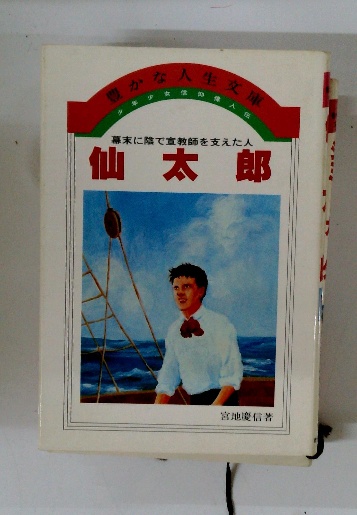 豊かな人生文庫
少年少女信仰偉人伝
幕末に陰で宣教師を支えた人
仙太郎
宮地慶信著